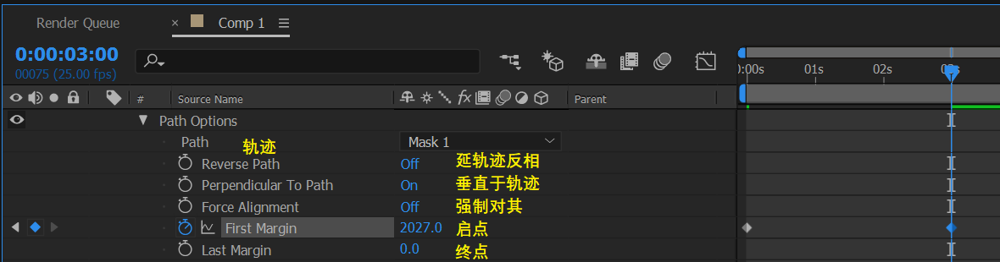 Render Queue × Comp 1
0:00:03:00
00075 (25.00 fps)
0:00s 01s 02s 03s
# Source Name fx Parent
Path Options
Path 轨迹 Mask 1
Reverse Path Off 延轨迹反相
Perpendicular To Path On 垂直于轨迹
Force Alignment Off 强制对其
First Margin 2027.0 启点
Last Margin 0.0 终点